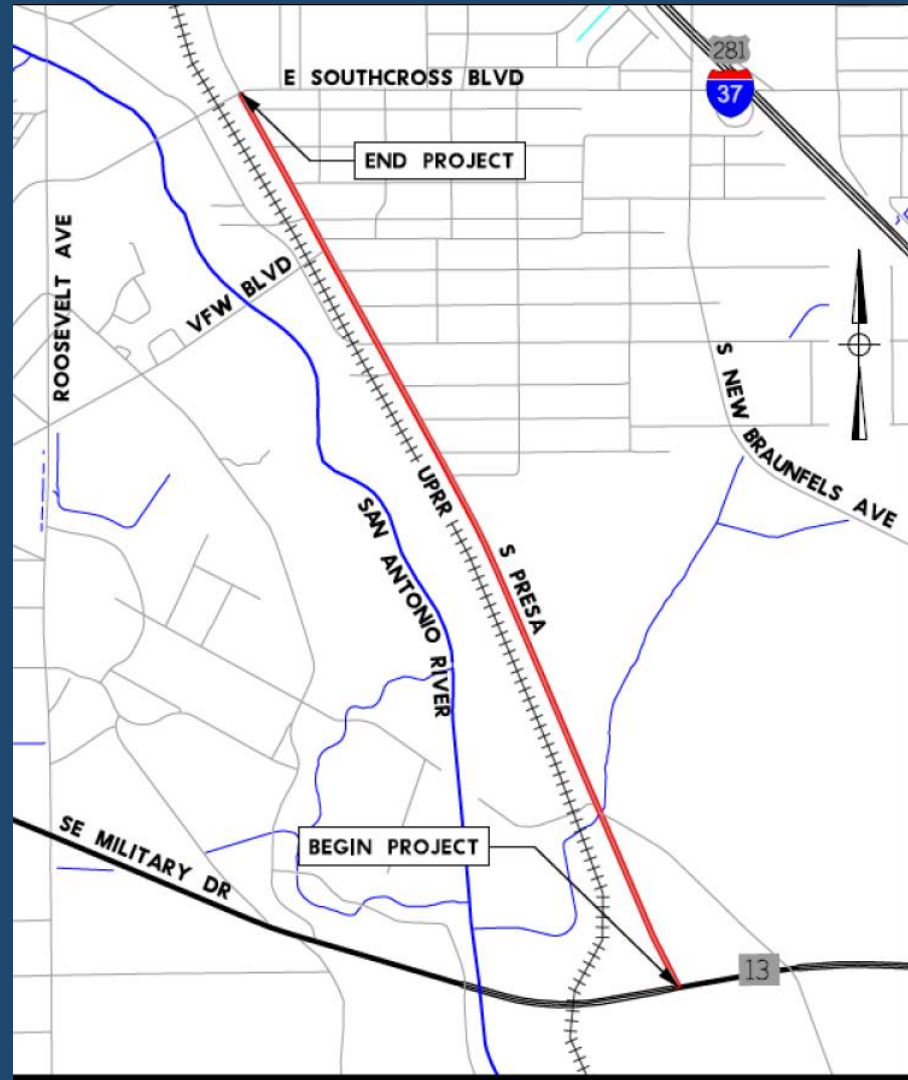 281
37
E SOUTHCROSS BLVD
END PROJECT
ROOSEVELT AVE
VFW BLVD
S NEW BRAUNFELS AVE
UPRR
SAN ANTONIO RIVER
S PRESA
SE MILITARY DR
BEGIN PROJECT
13